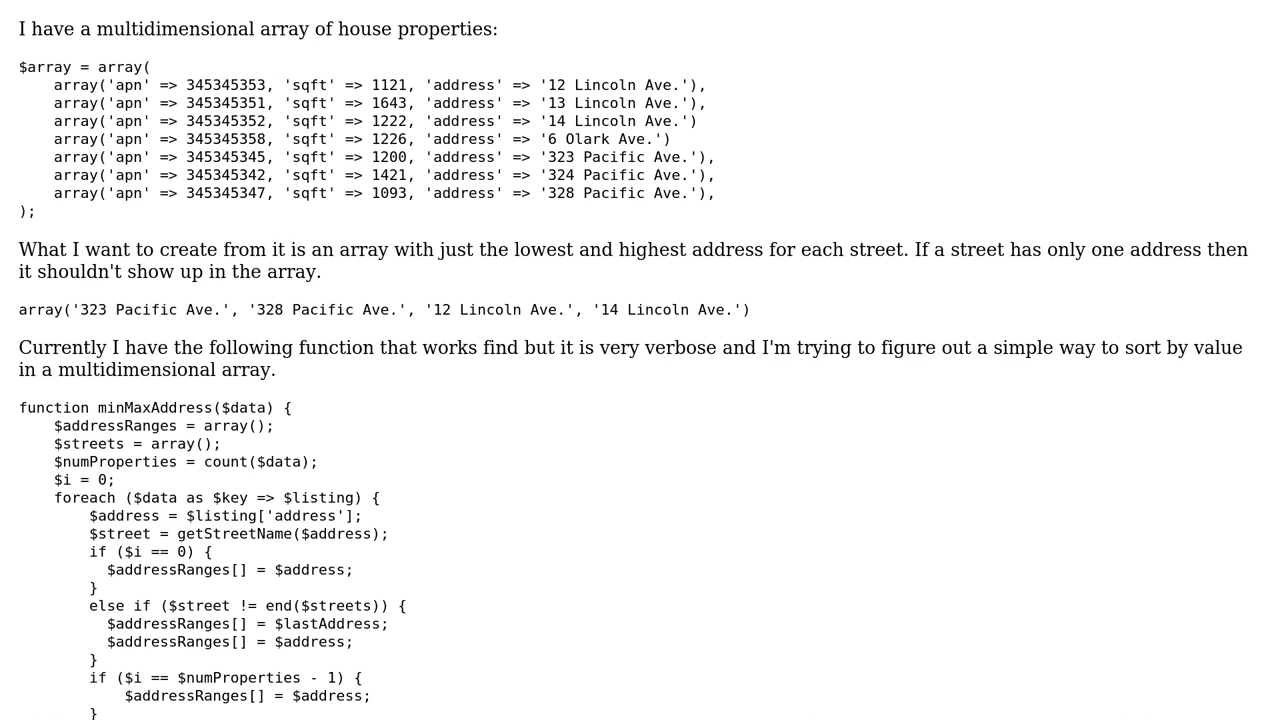 I have a multidimensional array of house properties:
$array = array(
    array('apn' => 345345353, 'sqft' => 1121, 'address' => '12 Lincoln Ave.'),
    array('apn' => 345345351, 'sqft' => 1643, 'address' => '13 Lincoln Ave.'),
    array('apn' => 345345352, 'sqft' => 1222, 'address' => '14 Lincoln Ave.')
    array('apn' => 345345358, 'sqft' => 1226, 'address' => '6 Olark Ave.')
    array('apn' => 345345345, 'sqft' => 1200, 'address' => '323 Pacific Ave.'),
    array('apn' => 345345342, 'sqft' => 1421, 'address' => '324 Pacific Ave.'),
    array('apn' => 345345347, 'sqft' => 1093, 'address' => '328 Pacific Ave.'),
);
What I want to create from it is an array with just the lowest and highest address for each street. If a street has only one address then
it shouldn't show up in the array.
array('323 Pacific Ave.', '328 Pacific Ave.', '12 Lincoln Ave.', '14 Lincoln Ave.')
Currently I have the following function that works find but it is very verbose and I'm trying to figure out a simple way to sort by value
in a multidimensional array.
function minMaxAddress($data) {
    $addressRanges = array();
    $streets = array();
    $numProperties = count($data);
    $i = 0;
    foreach ($data as $key => $listing) {
        $address = $listing['address'];
        $street = getStreetName($address);
        if ($i == 0) {
          $addressRanges[] = $address;
        }
        else if ($street != end($streets)) {
          $addressRanges[] = $lastAddress;
          $addressRanges[] = $address;
        }
        if ($i == $numProperties - 1) {
            $addressRanges[] = $address;
        }